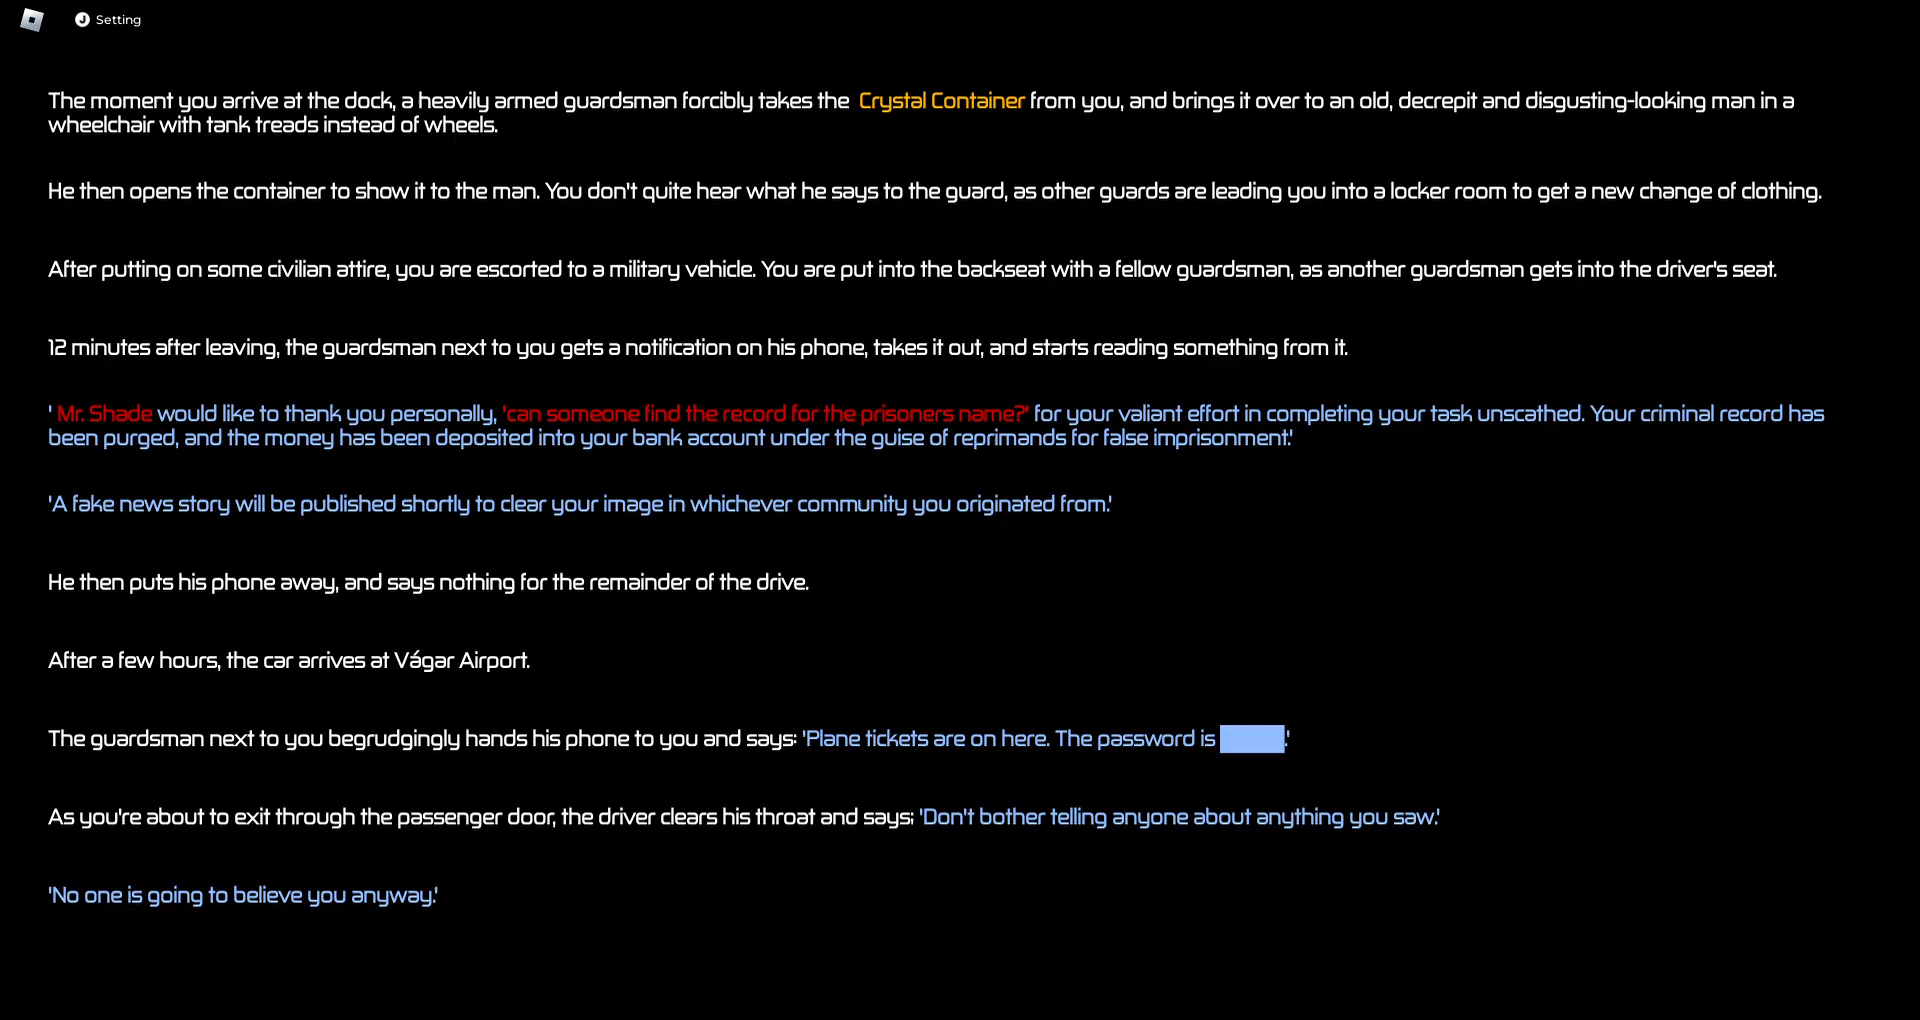 Setting
The moment you arrive at the dock, a heavily armed guardsman forcibly takes the Crystal Container from you, and brings it over to an old, decrepit and disgusting-looking man in a
wheelchair with tank treads instead of wheels.
He then opens the container to show it to the man. You don't quite hear what he says to the guard, as other guards are leading you into a locker room to get a new change of clothing.
After putting on some civilian attire, you are escorted to a military vehicle. You are put into the backseat with a fellow guardsman, as another guardsman gets into the driver's seat.
12 minutes after leaving, the guardsman next to you gets a notification on his phone, takes it out, and starts reading something from it.
' Mr. Shade would like to thank you personally, 'can someone find the record for the prisoners name?' for your valiant effort in completing your task unscathed. Your criminal record has
been purged, and the money has been deposited into your bank account under the guise of reprimands for false imprisonment.'
'A fake news story will be published shortly to clear your image in whichever community you originated from.'
He then puts his phone away, and says nothing for the remainder of the drive.
After a few hours, the car arrives at Vágar Airport.
The guardsman next to you begrudgingly hands his phone to you and says: 'Plane tickets are on here. The password is .'
As you're about to exit through the passenger door, the driver clears his throat and says; 'Don't bother telling anyone about anything you saw.'
'No one is going to believe you anyway.'